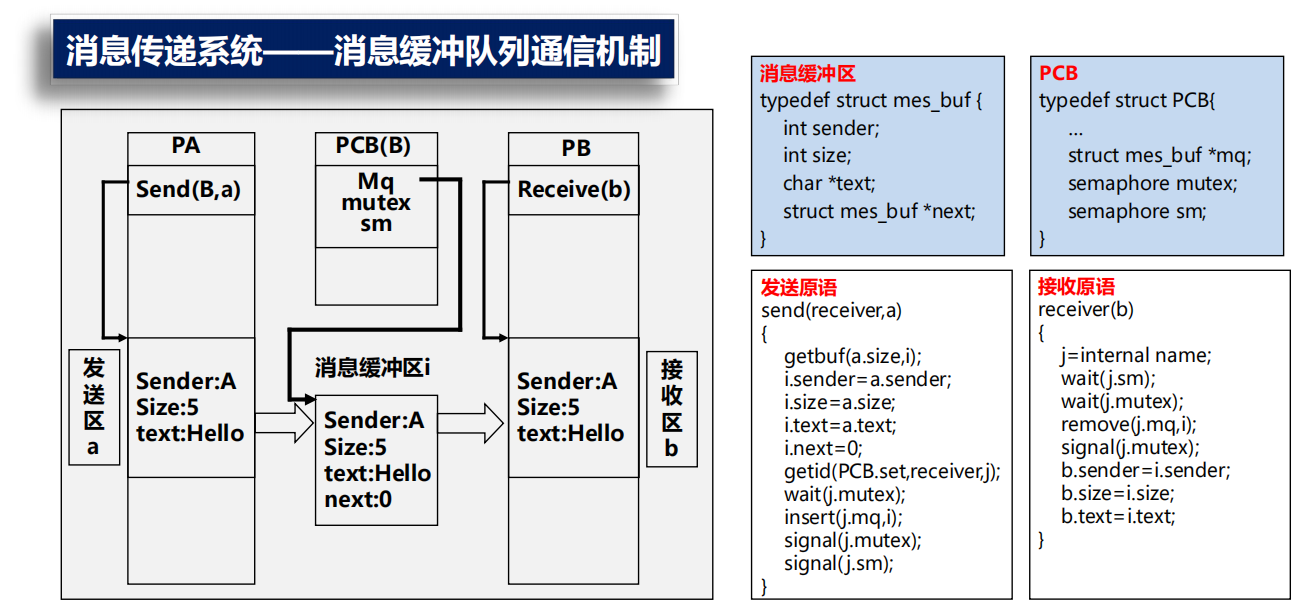 消息传递系统——消息缓冲队列通信机制
PA
Send(B,a)
发送区a
Sender:A
Size:5
text:Hello
PCB(B)
Mq
mutex
sm
消息缓冲区i
Sender:A
Size:5
text:Hello
next:0
PB
Receive(b)
Sender:A
Size:5
text:Hello
接收区b
消息缓冲区
typedef struct mes_buf {
int sender;
int size;
char *text;
struct mes_buf *next;
}
PCB
typedef struct PCB{
...
struct mes_buf *mq;
semaphore mutex;
semaphore sm;
}
发送原语
send(receiver,a)
{
getbuf(a.size,i);
i.sender=a.sender;
i.size=a.size;
i.text=a.text;
i.next=0;
getid(PCB.set,receiver,j);
wait(j.mutex);
insert(j.mq,i);
signal(j.mutex);
signal(j.sm);
}
接收原语
receiver(b)
{
j=internal name;
wait(j.sm);
wait(j.mutex);
remove(j.mq,i);
signal(j.mutex);
b.sender=i.sender;
b.size=i.size;
b.text=i.text;
}